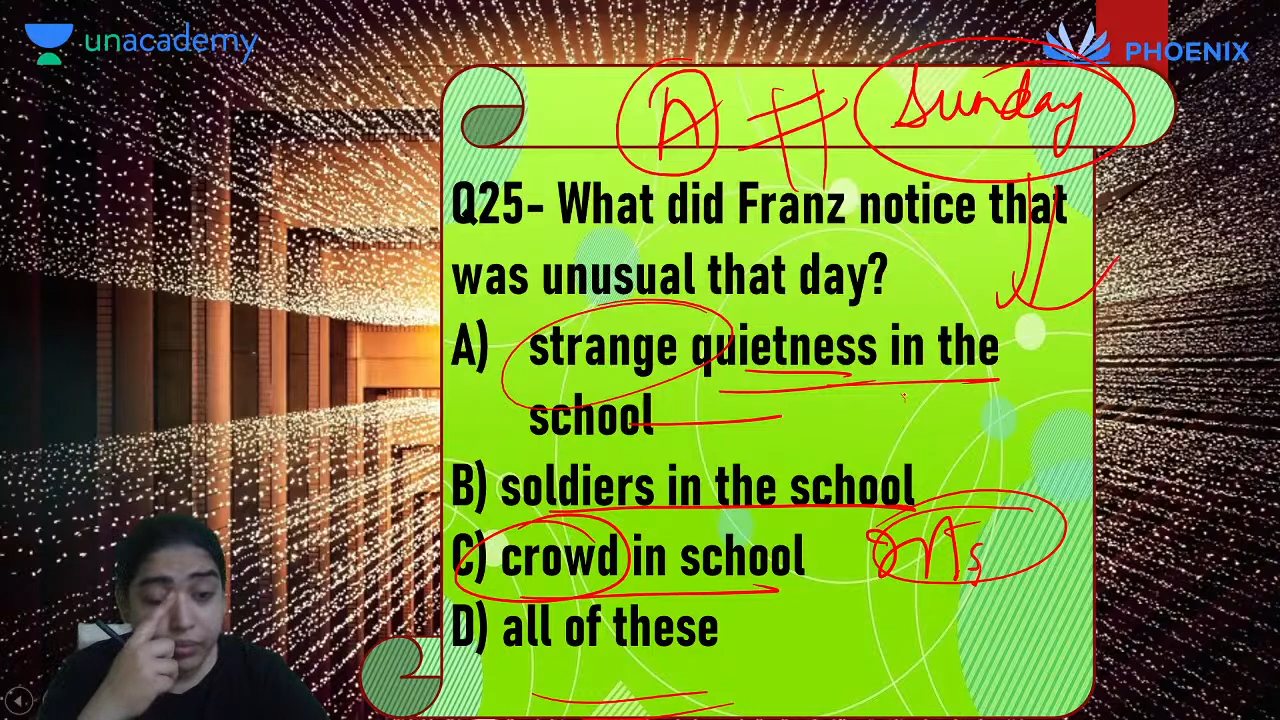 unacademy
PHOENIX
A Sunday
Q25- What did Franz notice that
was unusual that day?
A) strange quietness in the
school
B) soldiers in the school
C) crowd in school
D) all of these